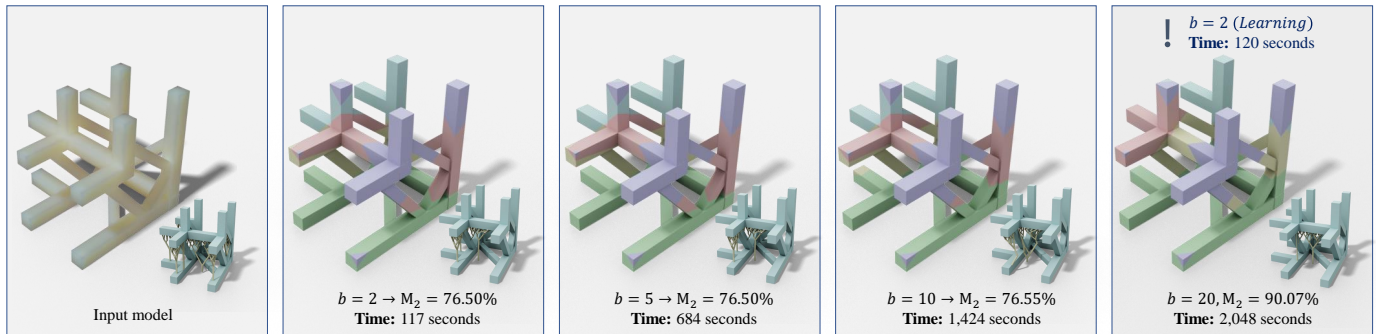 Input model
b = 2 → M₂ = 76.50%
Time: 117 seconds
b = 5 → M₂ = 76.50%
Time: 684 seconds
b = 10 → M₂ = 76.55%
Time: 1,424 seconds
! b = 2 (Learning)
Time: 120 seconds
b = 20, M₂ = 90.07%
Time: 2,048 seconds